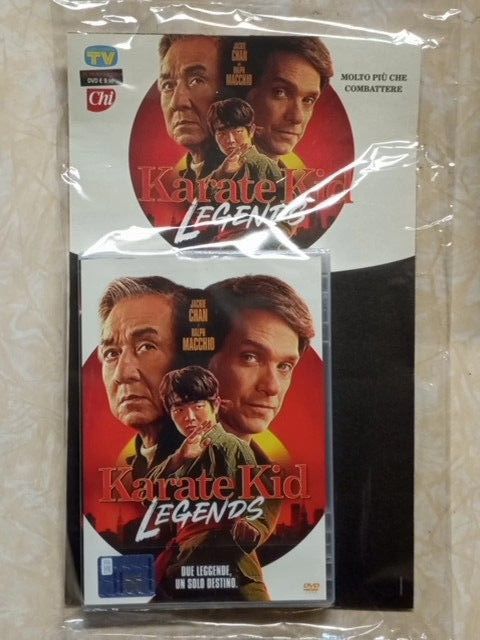 TV
Chi
JACKIE
CHAN
RALPH
MACCHIO
MOLTO PIÙ CHE
COMBATTERE
Karate Kid
LEGENDS
JACKIE
CHAN
RALPH
MACCHIO
Karate Kid
LEGENDS
DUE LEGGENDE,
UN SOLO DESTINO.
DVD